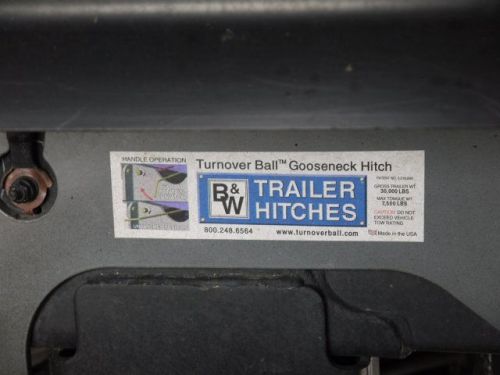 HANDLE OPERATION
Turnover Ball™ Gooseneck Hitch
B&W
TRAILER
HITCHES
800.248.6564
www.turnoverball.com
GROSS TRAILER WT.
30,000 LBS
MAX TONGUE WT.
7,500 LBS
CAUTION: DO NOT
EXCEED VEHICLE
TOW RATING
Made in the USA